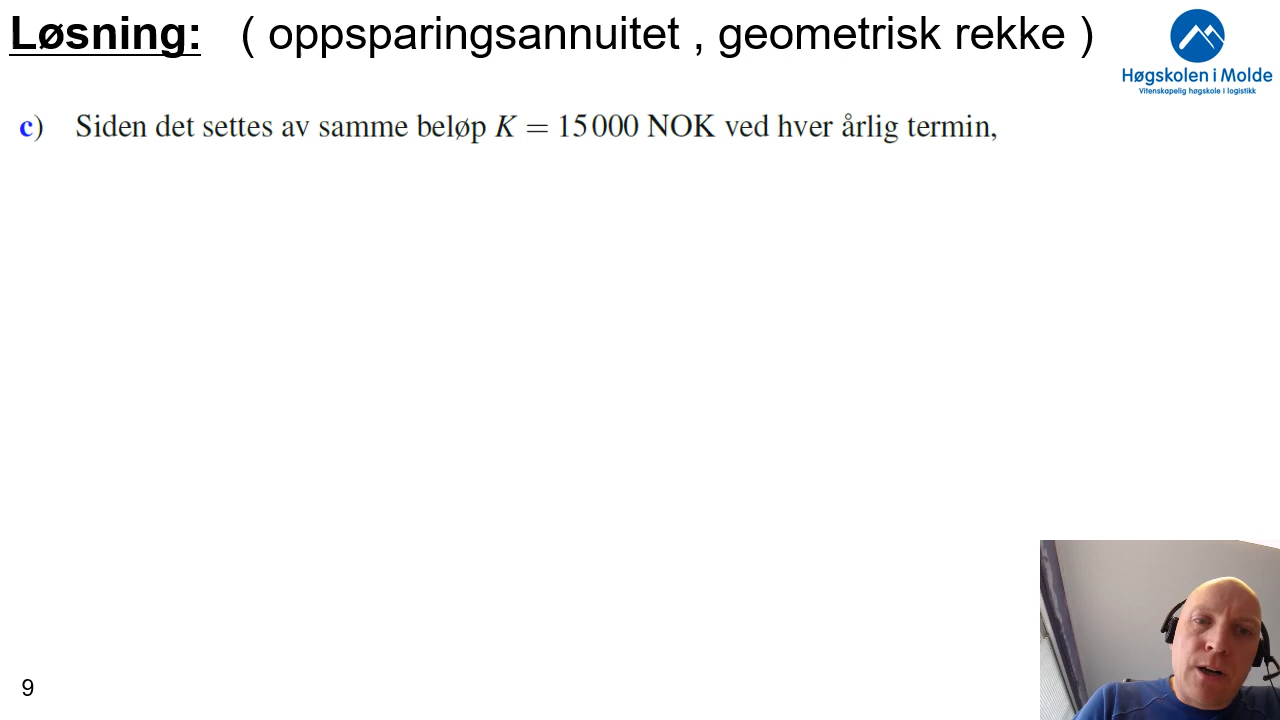 Løsning: ( oppsparingsannuitet , geometrisk rekke )
Høgskolen i Molde
Vitenskapelig høgskole i logistikk
c) Siden det settes av samme beløp K = 15 000 NOK ved hver årlig termin,
9